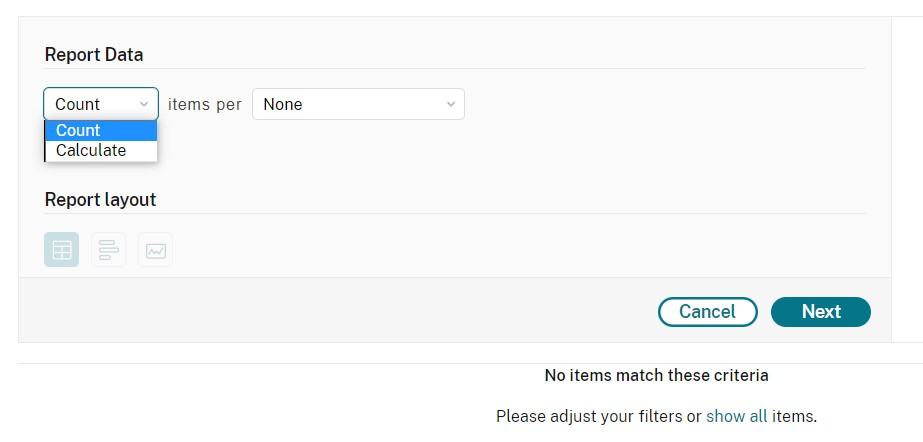 Report Data
Count items per None
Count
Calculate
Report layout
Cancel Next
No items match these criteria
Please adjust your filters or show all items.